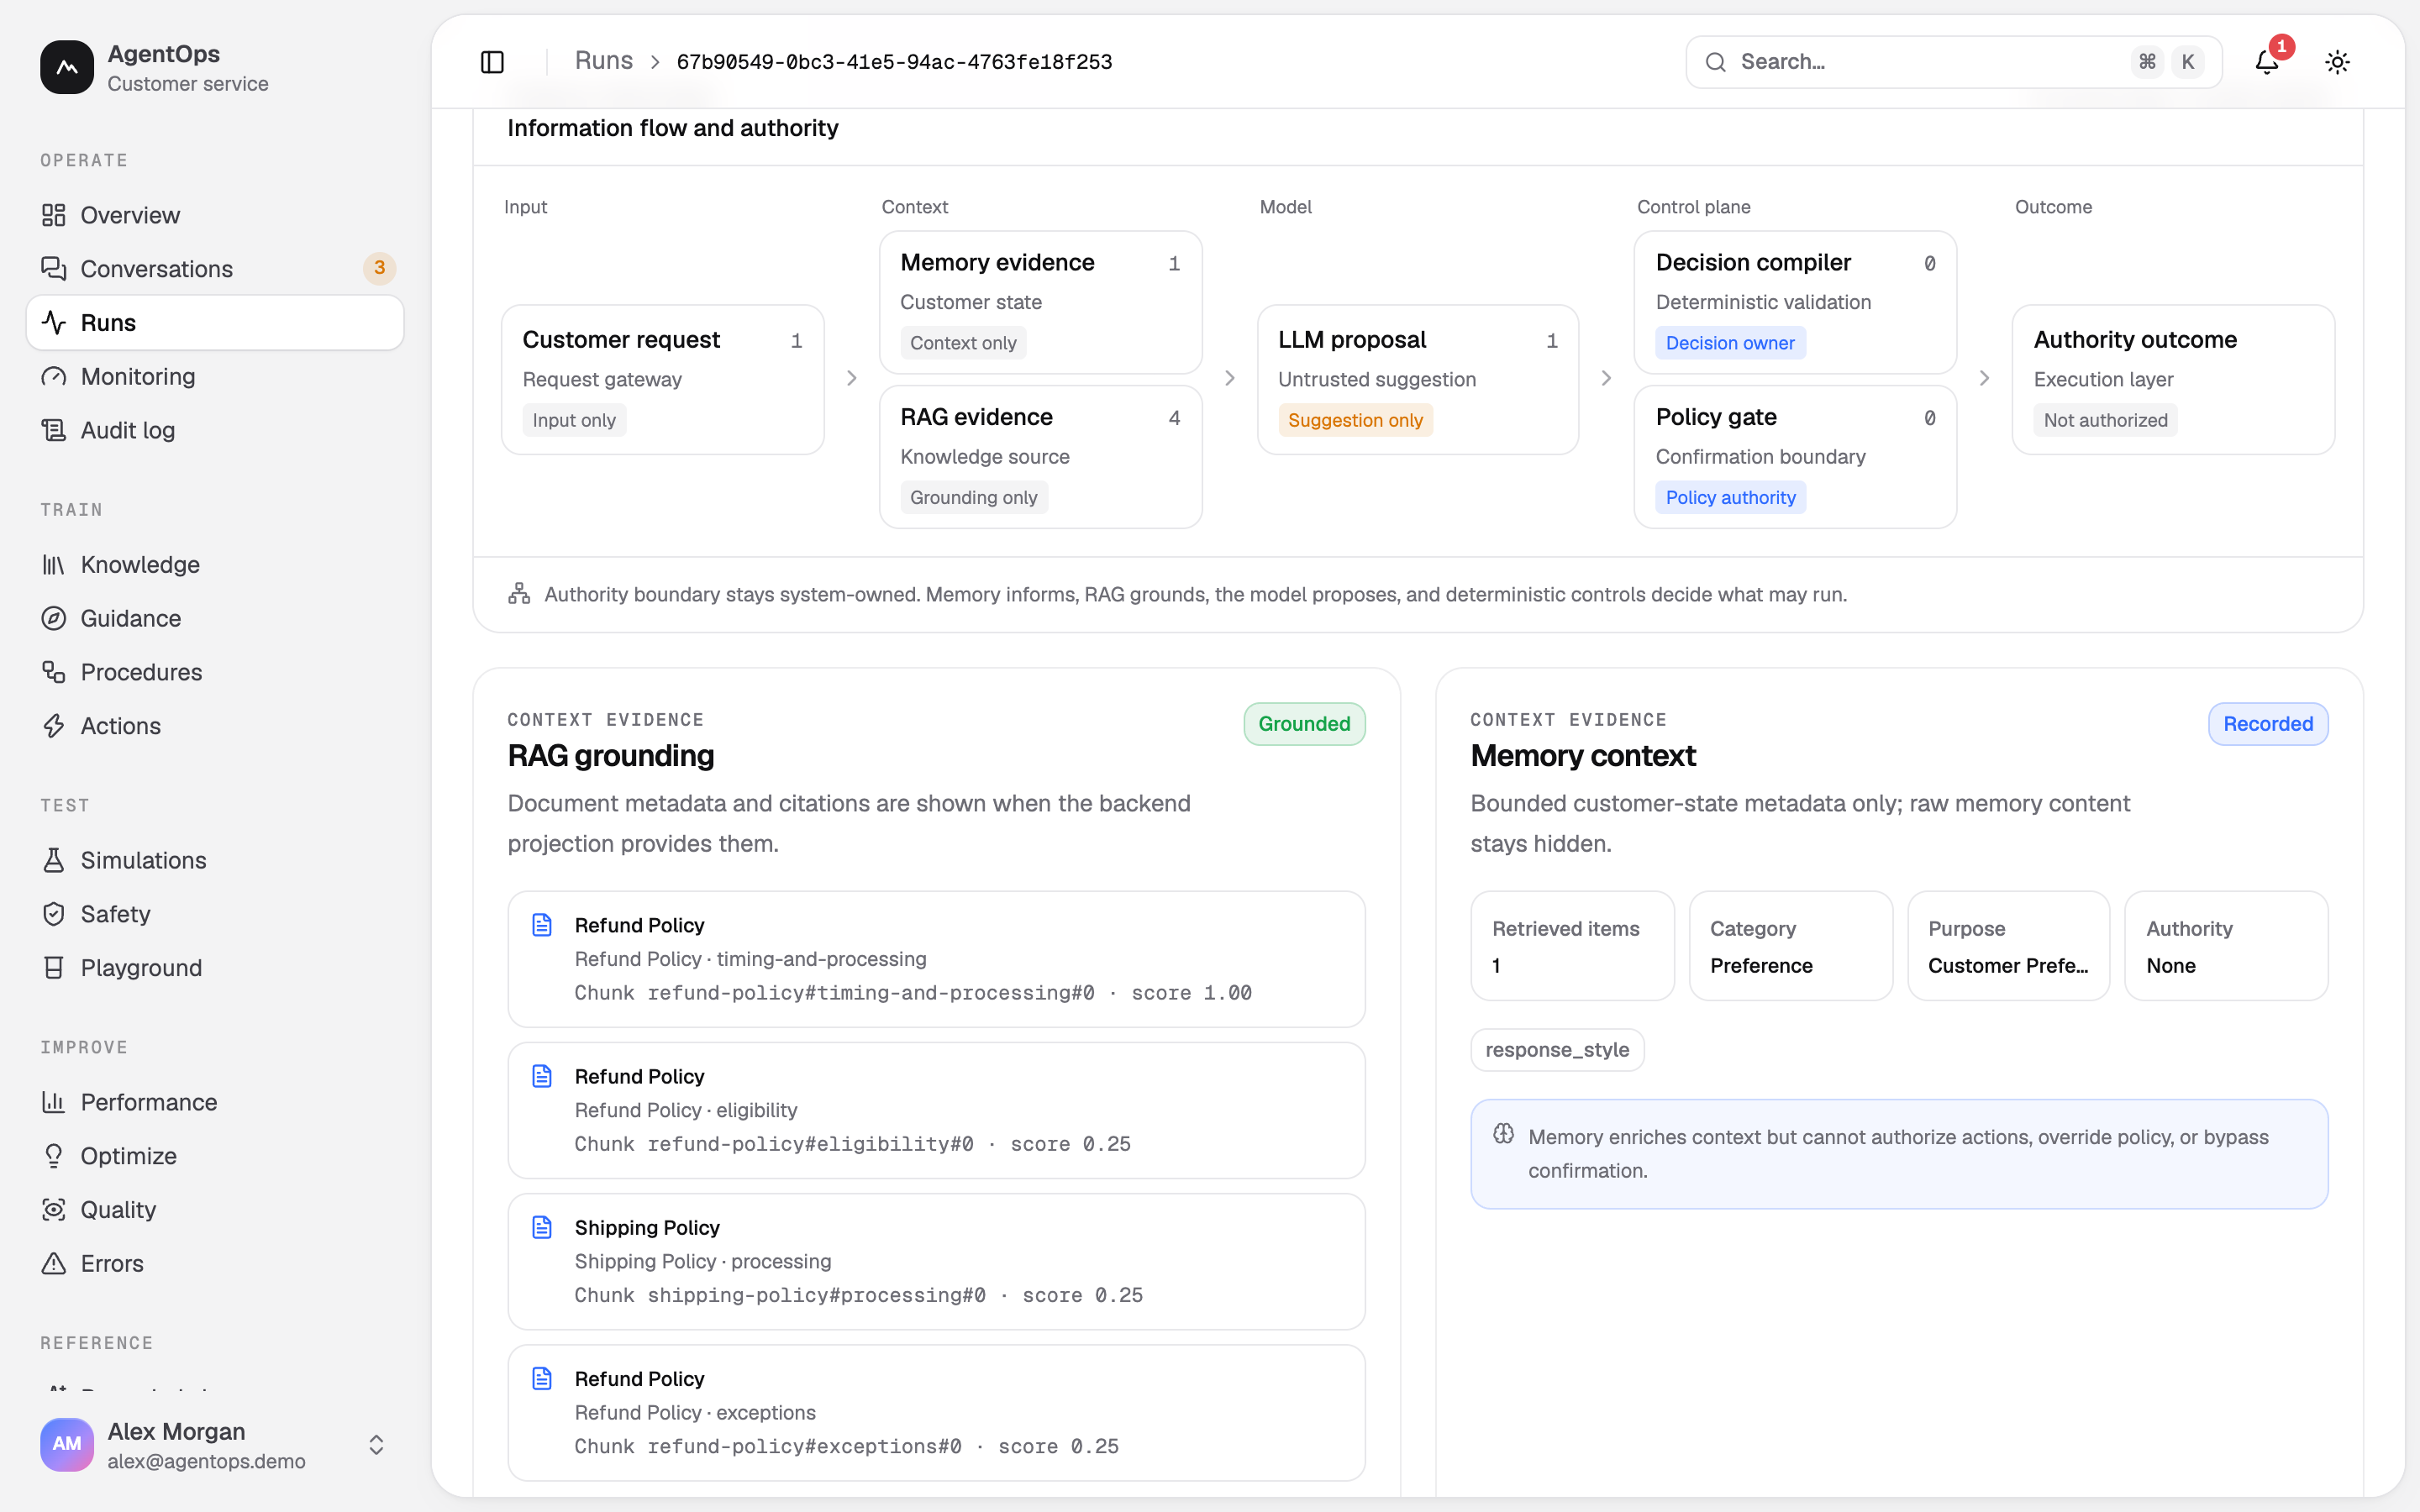 AgentOps
Customer service
OPERATE
Overview
Conversations
3
Runs
Monitoring
Audit log
TRAIN
Knowledge
Guidance
Procedures
Actions
TEST
Simulations
Safety
Playground
IMPROVE
Performance
Optimize
Quality
Errors
REFERENCE
AM
Alex Morgan
alex@agentops.demo
Runs > 67b90549-0bc3-41e5-94ac-4763fe18f253
Search...
⌘ K
1
Information flow and authority
Input
Customer request 1
Request gateway
Input only
Context
Memory evidence 1
Customer state
Context only
RAG evidence 4
Knowledge source
Grounding only
Model
LLM proposal 1
Untrusted suggestion
Suggestion only
Control plane
Decision compiler 0
Deterministic validation
Decision owner
Policy gate 0
Confirmation boundary
Policy authority
Outcome
Authority outcome
Execution layer
Not authorized
Authority boundary stays system-owned. Memory informs, RAG grounds, the model proposes, and deterministic controls decide what may run.
CONTEXT EVIDENCE
Grounded
RAG grounding
Document metadata and citations are shown when the backend
projection provides them.
Refund Policy
Refund Policy · timing-and-processing
Chunk refund-policy#timing-and-processing#0 · score 1.00
Refund Policy
Refund Policy · eligibility
Chunk refund-policy#eligibility#0 · score 0.25
Shipping Policy
Shipping Policy · processing
Chunk shipping-policy#processing#0 · score 0.25
Refund Policy
Refund Policy · exceptions
Chunk refund-policy#exceptions#0 · score 0.25
CONTEXT EVIDENCE
Recorded
Memory context
Bounded customer-state metadata only; raw memory content
stays hidden.
Retrieved items
1
Category
Preference
Purpose
Customer Prefe...
Authority
None
response_style
Memory enriches context but cannot authorize actions, override policy, or bypass
confirmation.